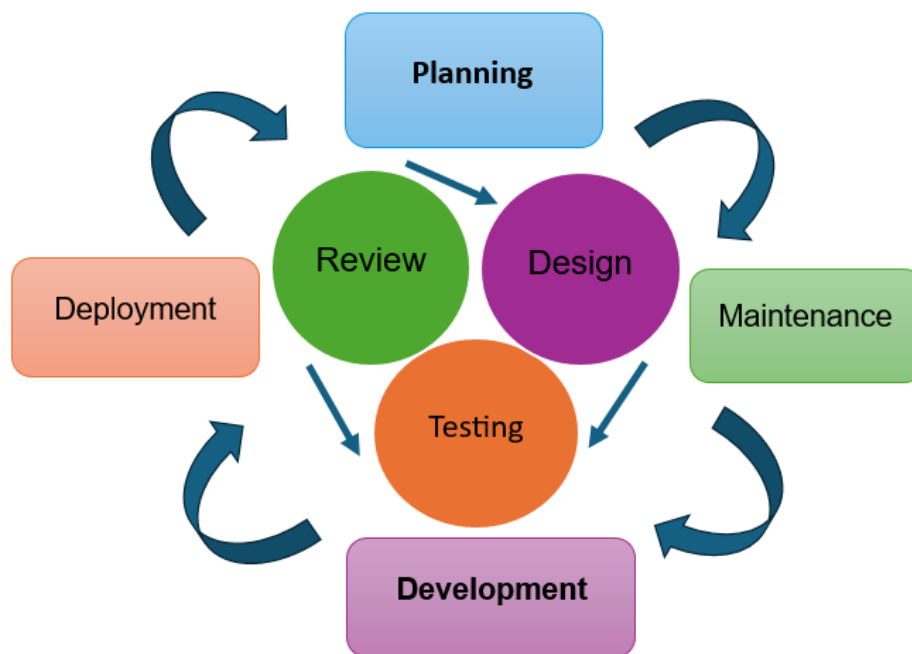 Planning
Review
Design
Deployment
Maintenance
Testing
Development